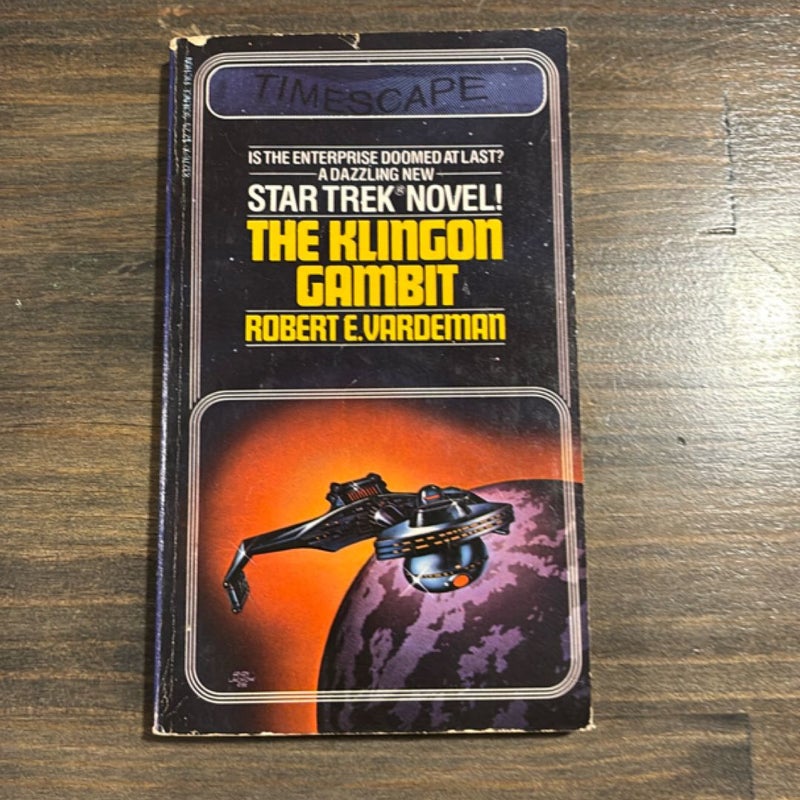 TIMESCAPE
IS THE ENTERPRISE DOOMED AT LAST?
A DAZZLING NEW
STAR TREK® NOVEL!
THE KLINGON
GAMBIT
ROBERT E. VARDEMAN